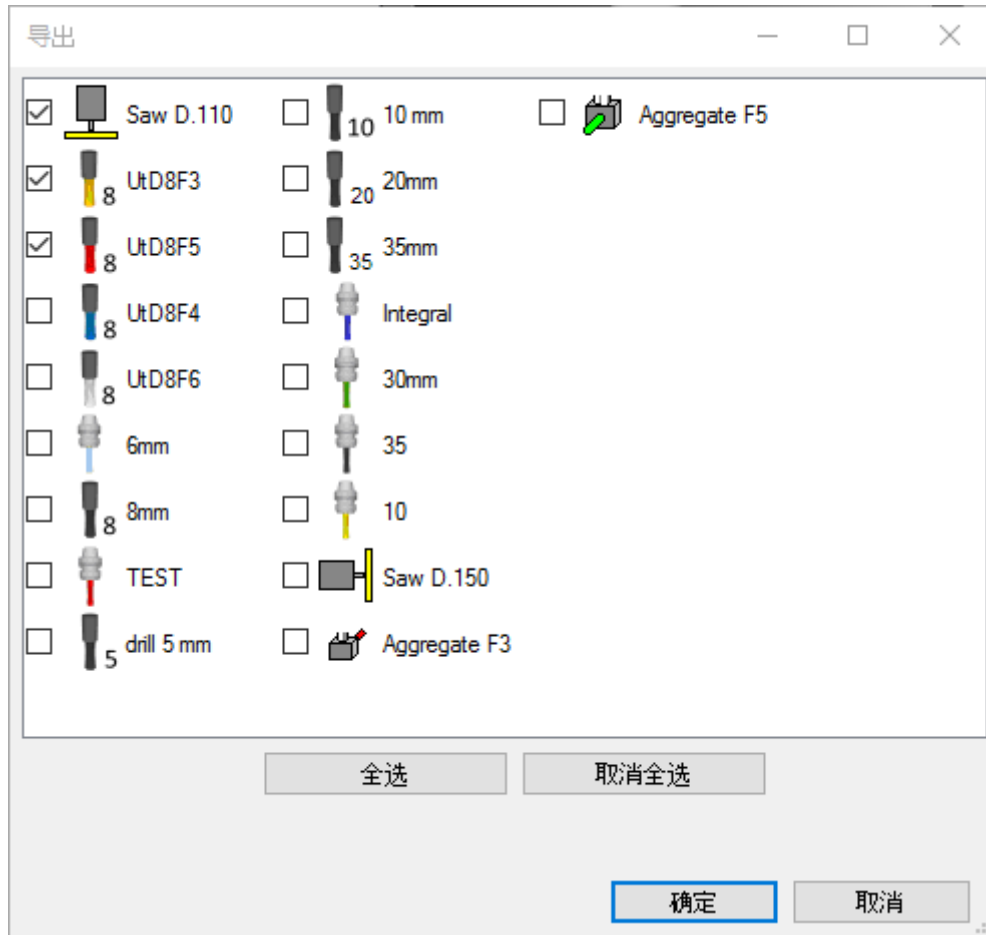 导出
Saw D.110
8 UtD8F3
8 UtD8F5
8 UtD8F4
8 UtD8F6
6mm
8 8mm
TEST
5 drill 5 mm
10 10 mm
20 20mm
35 35mm
Integral
30mm
35
10
Saw D.150
Aggregate F3
Aggregate F5
全选
取消全选
确定
取消